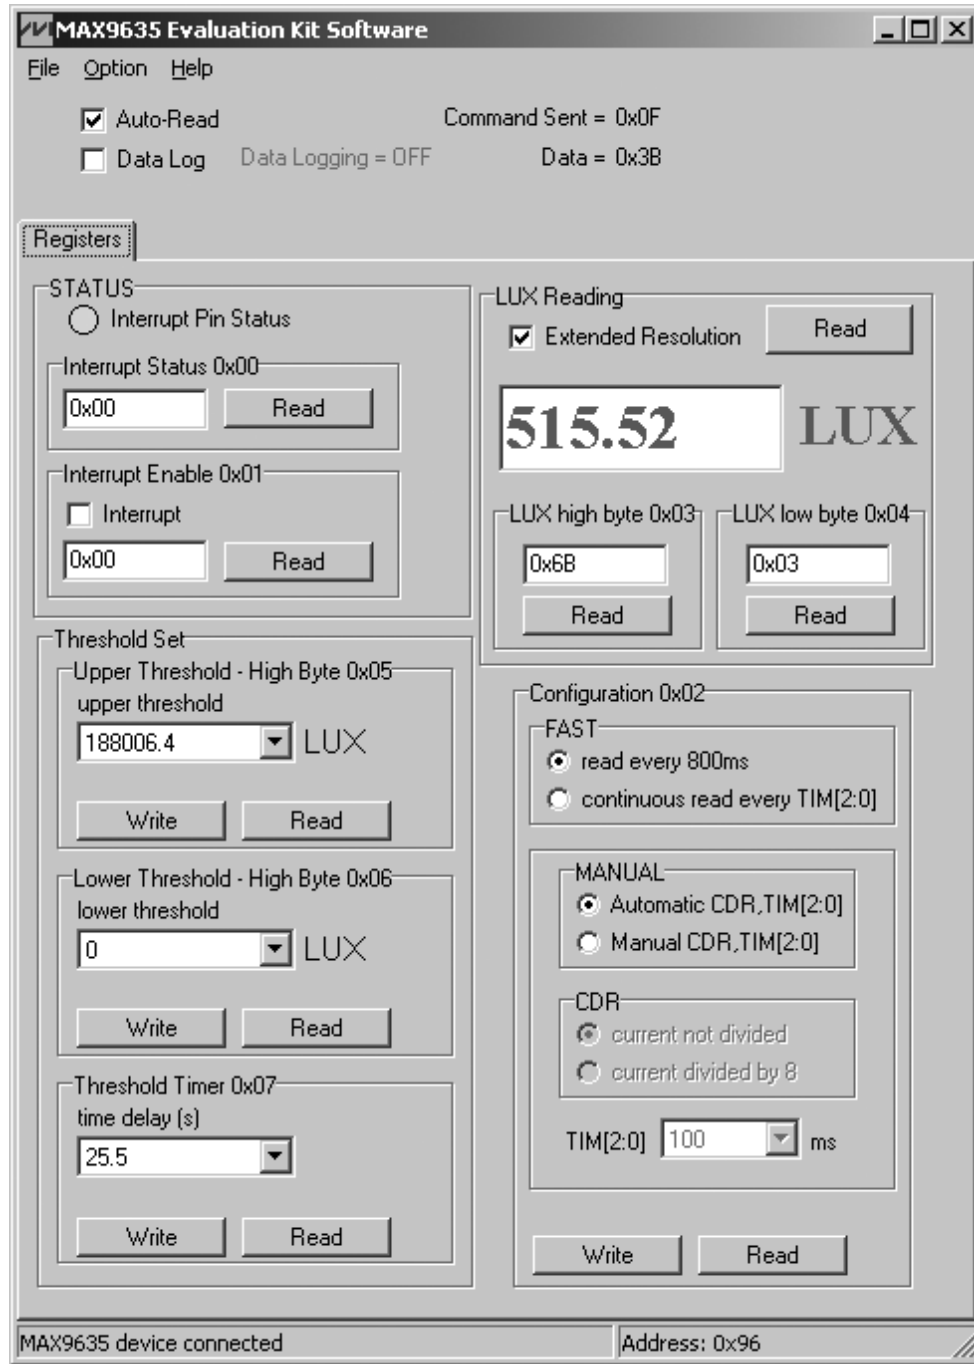 MAX9635 Evaluation Kit Software
File Option Help
Auto-Read
Command Sent = 0x0F
Data Log
Data Logging = OFF
Data = 0x3B
Registers
STATUS
Interrupt Pin Status
Interrupt Status 0x00
0x00
Read
Interrupt Enable 0x01
Interrupt
0x00
Read
LUX Reading
Extended Resolution
Read
515.52 LUX
LUX high byte 0x03
0x6B
Read
LUX low byte 0x04
0x03
Read
Threshold Set
Upper Threshold - High Byte 0x05
upper threshold
188006.4 LUX
Write Read
Lower Threshold - High Byte 0x06
lower threshold
0 LUX
Write Read
Threshold Timer 0x07
time delay (s)
25.5
Write Read
Configuration 0x02
FAST
read every 800ms
continuous read every TIM[2:0]
MANUAL
Automatic CDR,TIM[2:0]
Manual CDR,TIM[2:0]
CDR
current not divided
current divided by 8
TIM[2:0] 100 ms
Write Read
MAX9635 device connected
Address: 0x96